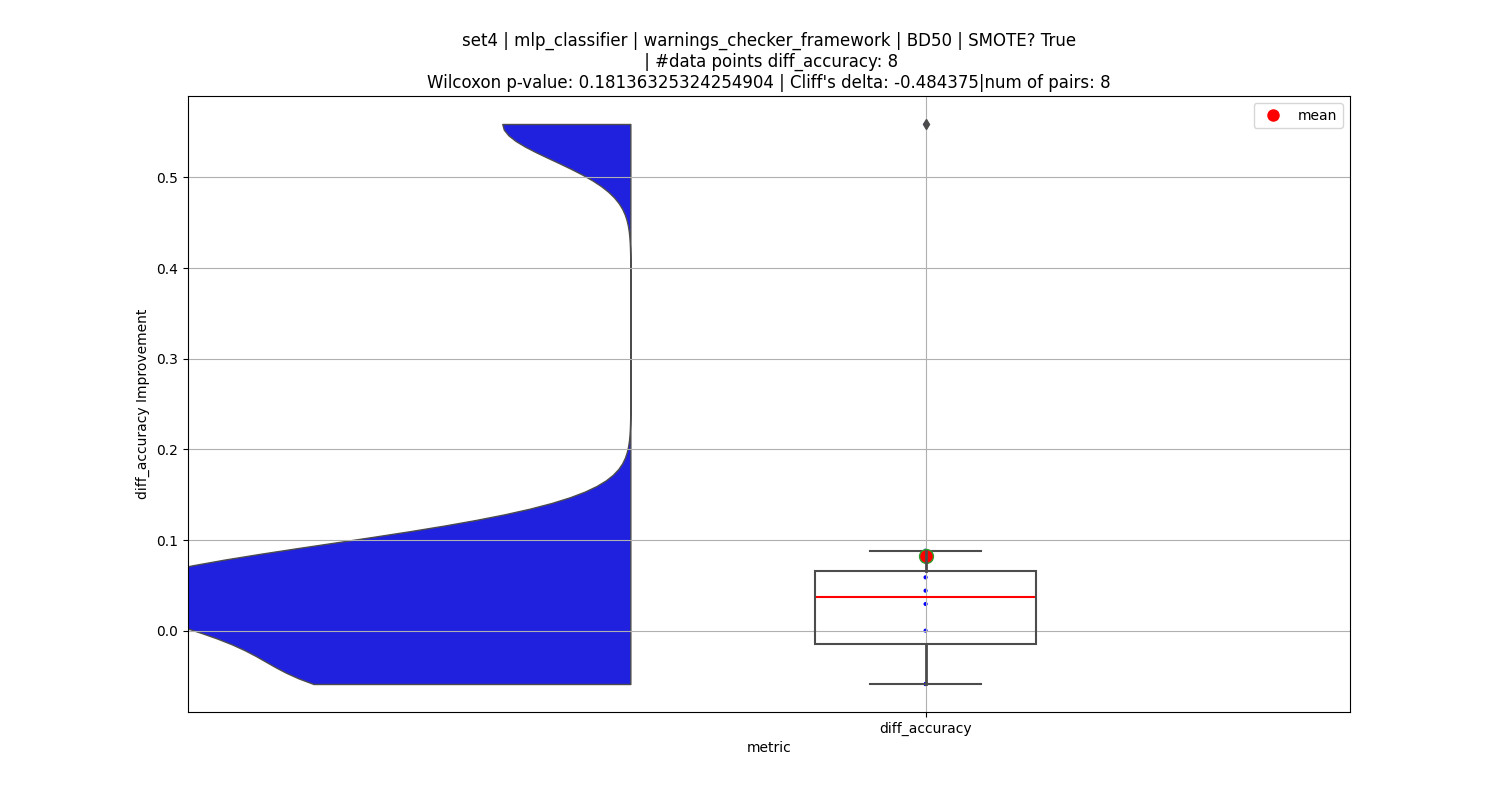 set4 | mlp_classifier | warnings_checker_framework | BD50 | SMOTE? True
| #data points diff_accuracy: 8
Wilcoxon p-value: 0.18136325324254904 | Cliff's delta: -0.484375|num of pairs: 8
mean
0.5
0.4
0.3
0.2
0.1
0.0
diff_accuracy Improvement
diff_accuracy
metric